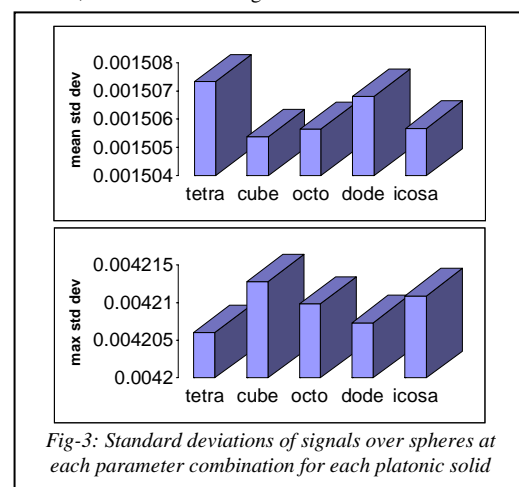 0.001508
0.001507
0.001506
0.001505
0.001504
mean std dev
tetra cube octo dode icosa
0.004215
0.00421
0.004205
0.0042
max std dev
tetra cube octo dode icosa
Fig-3: Standard deviations of signals over spheres at
each parameter combination for each platonic solid